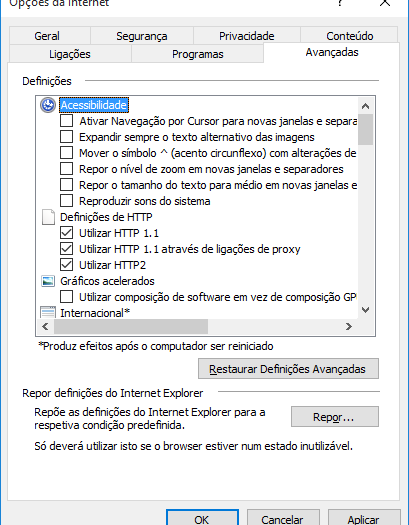 Opções da Internet
?
Geral
Segurança
Privacidade
Conteúdo
Ligações
Programas
Avançadas
Definições
Acessibilidade
Ativar Navegação por Cursor para novas janelas e separa
Expandir sempre o texto alternativo das imagens
Mover o símbolo ^ (acento circunflexo) com alterações de
Repor o nível de zoom em novas janelas e separadores
Repor o tamanho do texto para médio em novas janelas e
Reproduzir sons do sistema
Definições de HTTP
Utilizar HTTP 1.1
Utilizar HTTP 1.1 através de ligações de proxy
Utilizar HTTP2
Gráficos acelerados
Utilizar composição de software em vez de composição GP
Internacional*
*Produz efeitos após o computador ser reiniciado
Restaurar Definições Avançadas
Repor definições do Internet Explorer
Repõe as definições do Internet Explorer para a
respetiva condição predefinida.
Repor...
Só deverá utilizar isto se o browser estiver num estado inutilizável.
OK
Cancelar
Aplicar